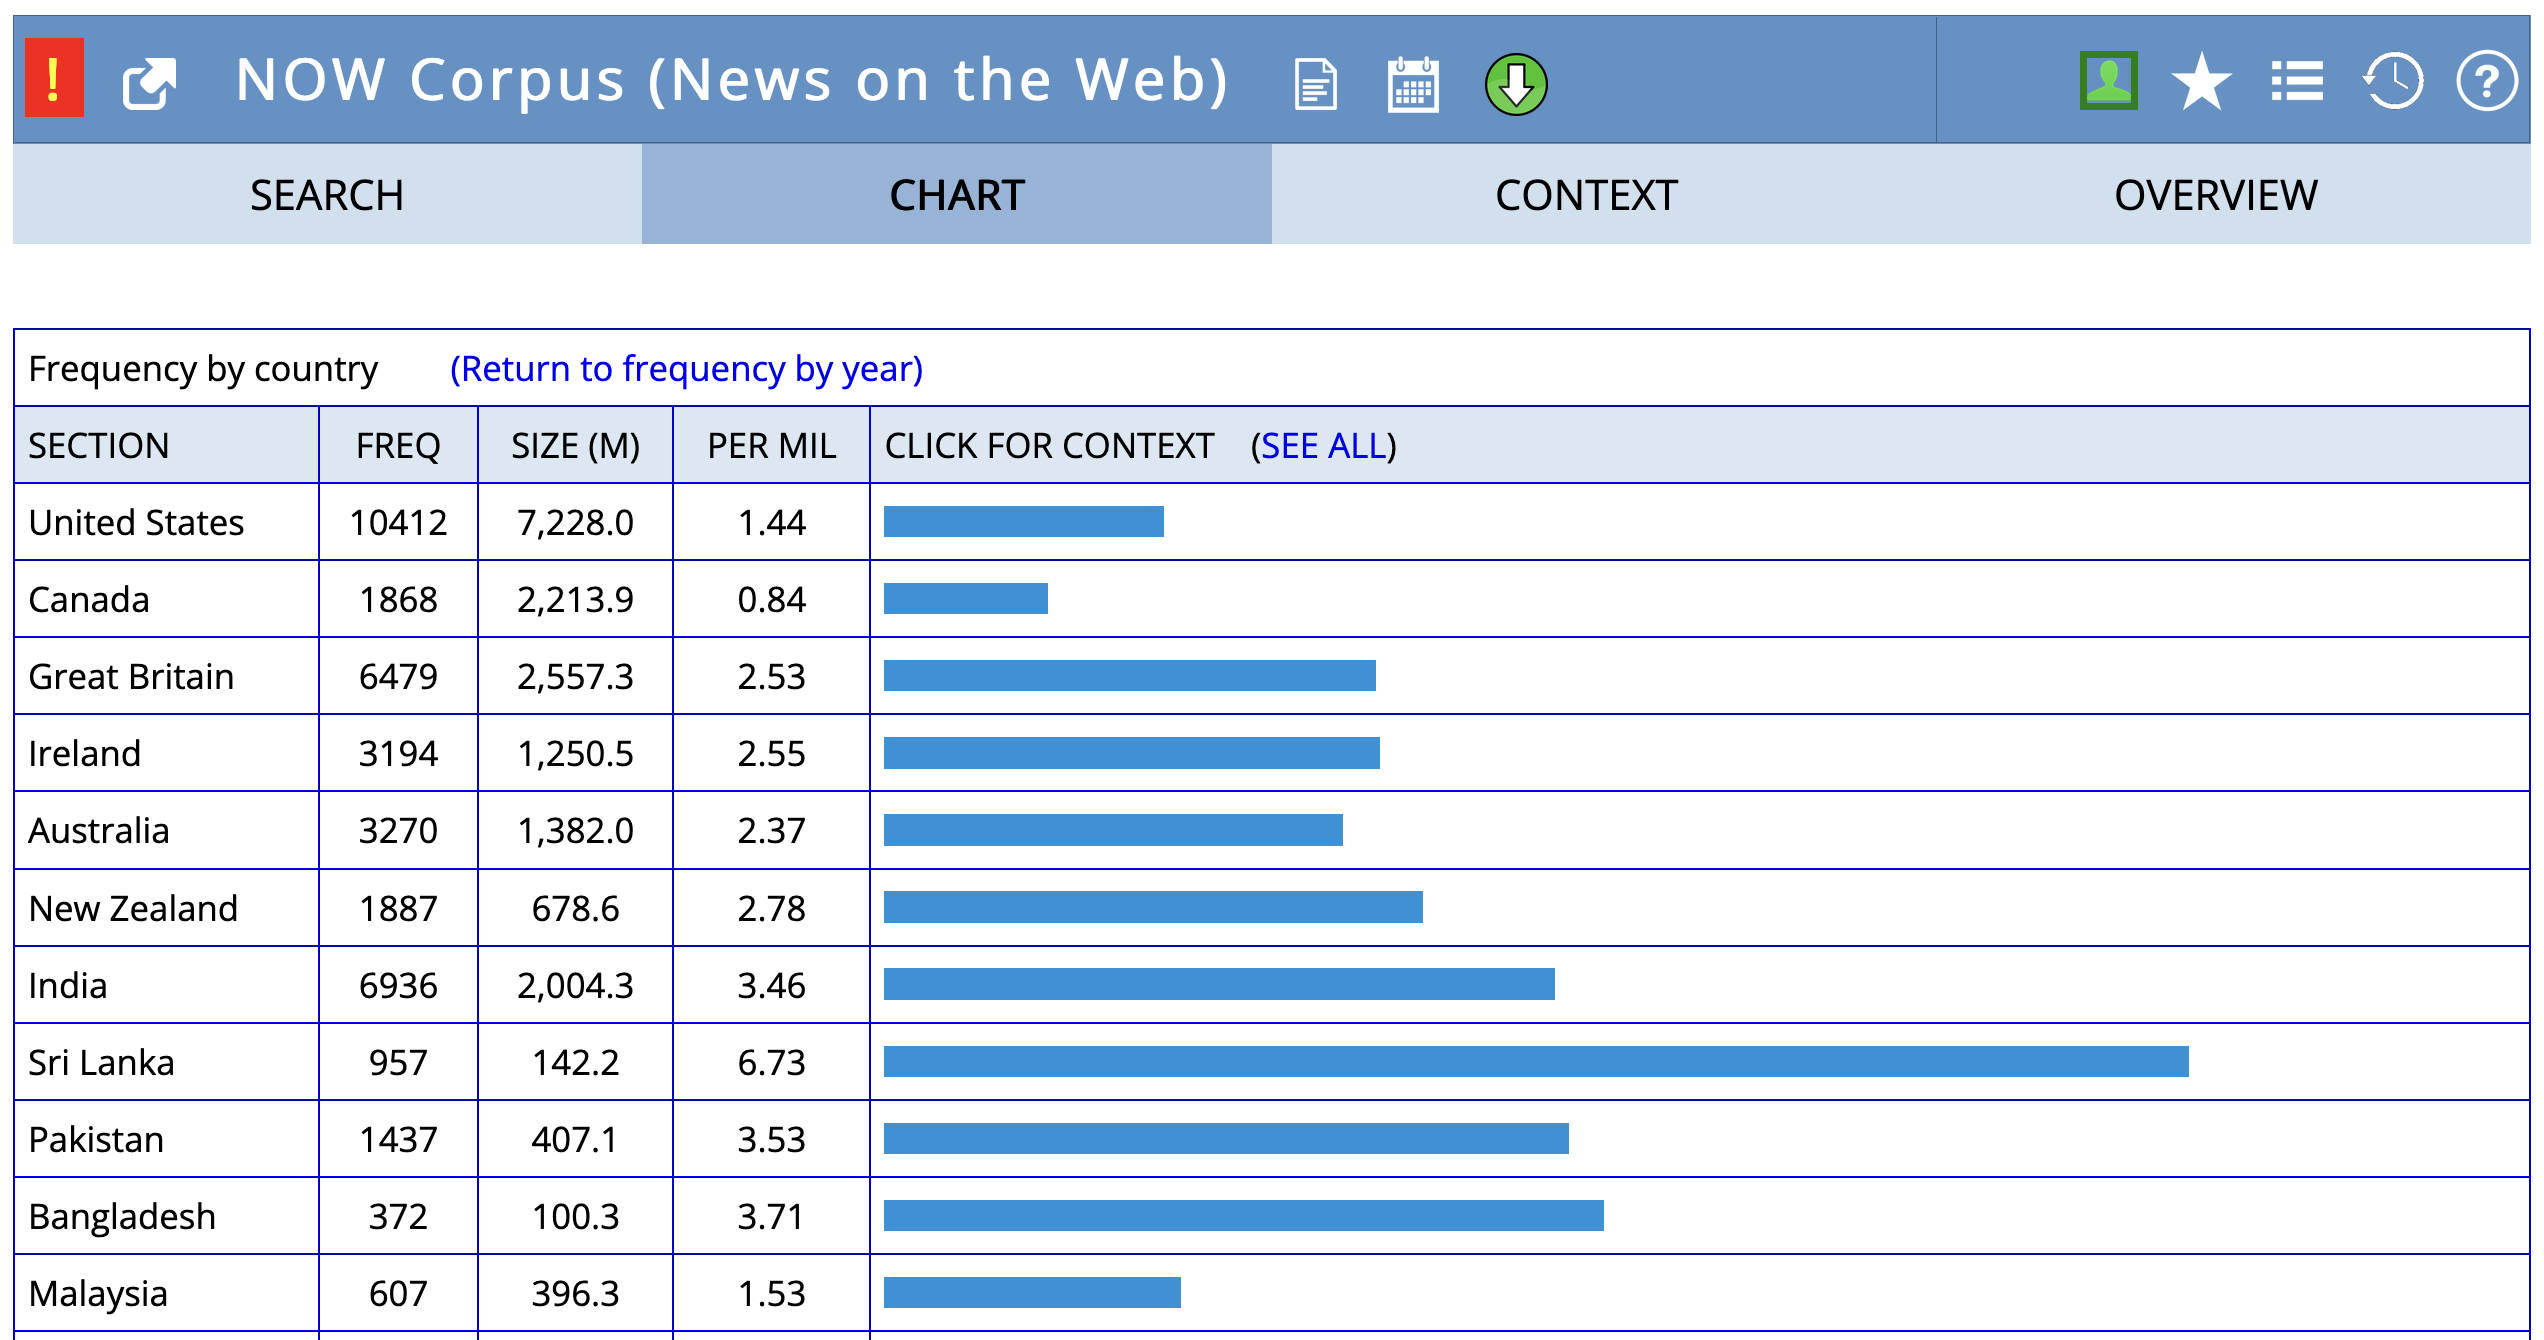 ! NOW Corpus (News on the Web) ?
SEARCH CHART CONTEXT OVERVIEW
Frequency by country (Return to frequency by year)
SECTION FREQ SIZE (M) PER MIL CLICK FOR CONTEXT (SEE ALL)
United States 10412 7,228.0 1.44
Canada 1868 2,213.9 0.84
Great Britain 6479 2,557.3 2.53
Ireland 3194 1,250.5 2.55
Australia 3270 1,382.0 2.37
New Zealand 1887 678.6 2.78
India 6936 2,004.3 3.46
Sri Lanka 957 142.2 6.73
Pakistan 1437 407.1 3.53
Bangladesh 372 100.3 3.71
Malaysia 607 396.3 1.53